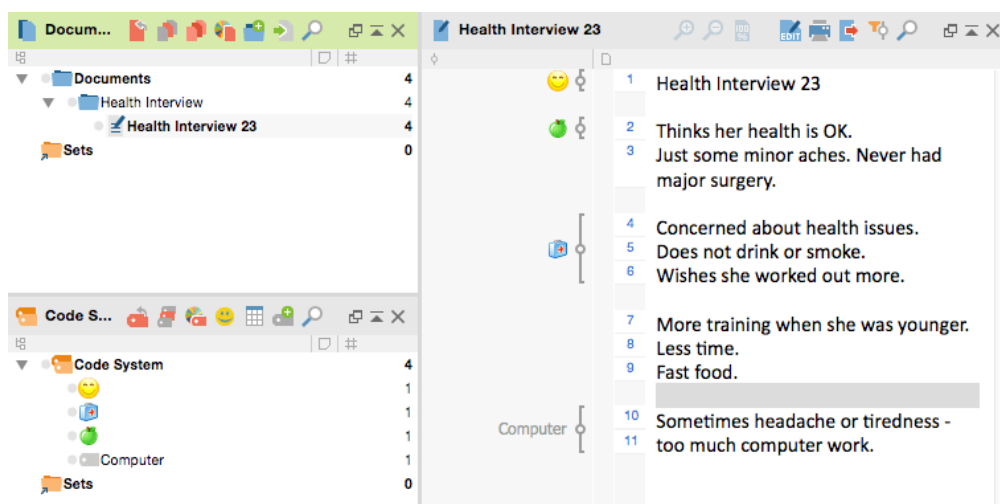 Docum...
#
Documents 4
Health Interview 4
Health Interview 23 4
Sets 0
Code S...
#
Code System 4
1
1
1
Computer 1
Sets 0
Health Interview 23
100 %
EDIT
1 Health Interview 23
2 Thinks her health is OK.
3 Just some minor aches. Never had
major surgery.
4 Concerned about health issues.
5 Does not drink or smoke.
6 Wishes she worked out more.
7 More training when she was younger.
8 Less time.
9 Fast food.
Computer
10 Sometimes headache or tiredness -
11 too much computer work.